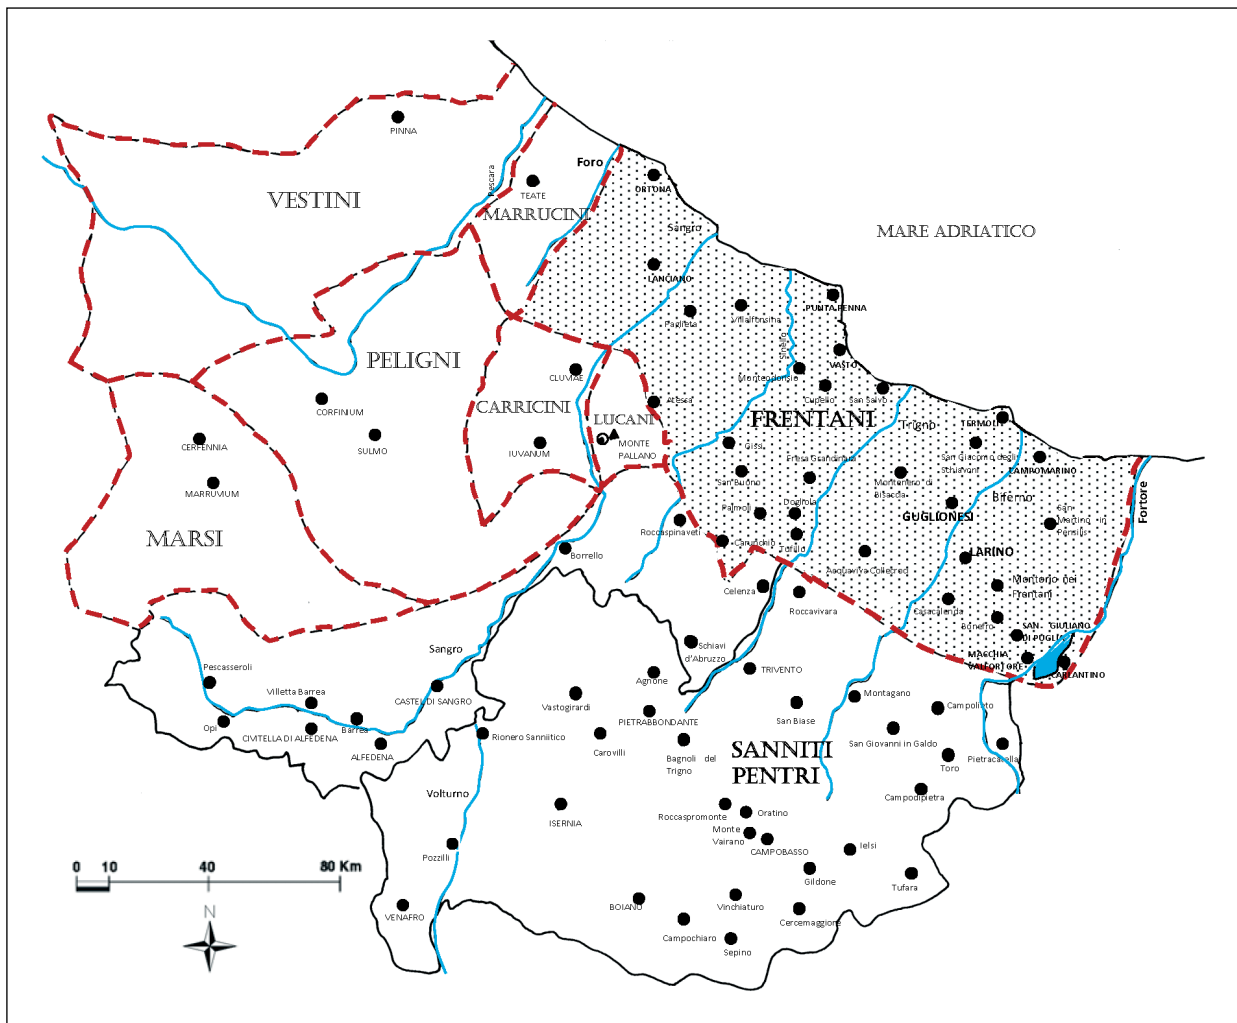 PINNA
VESTINI
Pescara
TEATE
MARRUCINI
Foro
ORTONA
Sangro
MARE ADRIATICO
LANCIANO
PUNTA PENNA
Paglieta
Villalfonsina
Sinello
VASTO
PELIGNI
CLUVIAE
Monteodorisio
Cupello
San Salvo
CORFINIUM
CARRICINI
Atessa
LUCANI
FRENTANI
Trigno
TERMOLI
CERFENNIA
SULMO
IUVANUM
MONTE
PALLANO
Gissi
Fresa Grandinara
San Giacomo degli
Schiavoni
CAMPOMARINO
MARRUVIUM
San Buono
Montenero di
Bisaccia
Biferno
Fortore
Palmoli
Dogliola
GUGLIONESI
San
Martino in
Pensilis
MARSI
Roccaspinaveti
Carunchio
Tufillo
Borrello
LARINO
Acquaviva Collecroci
Celenza
Roccavivara
Montorio nei
Frentani
Casacalenda
Bonefro
SAN GIULIANO
DI PUGLIA
Sangro
Schiavi
d'Abruzzo
MACCHIA
VALFORTORE
CARLANTINO
Pescasseroli
Agnone
TRIVENTO
Villetta Barrea
CASTEL DI SANGRO
Vastogirardi
Montagano
Campolieto
Opi
CIVITELLA DI ALFEDENA
Barrea
PIETRABBONDANTE
San Biase
ALFEDENA
Rionero Sannitico
Carovilli
Bagnoli del
Trigno
SANNITI
PENTRI
San Giovanni in Galdo
Toro
Pietracatella
Volturno
Campodipietra
ISERNIA
Roccaspromonte
Oratino
Monte
Vairano
CAMPOBASSO
Ielsi
Pozzilli
0 10 40 80 Km
Gildone
Tufara
VENAFRO
BOIANO
Vinchiaturo
Cercemaggiore
N
Campochiaro
Sepino